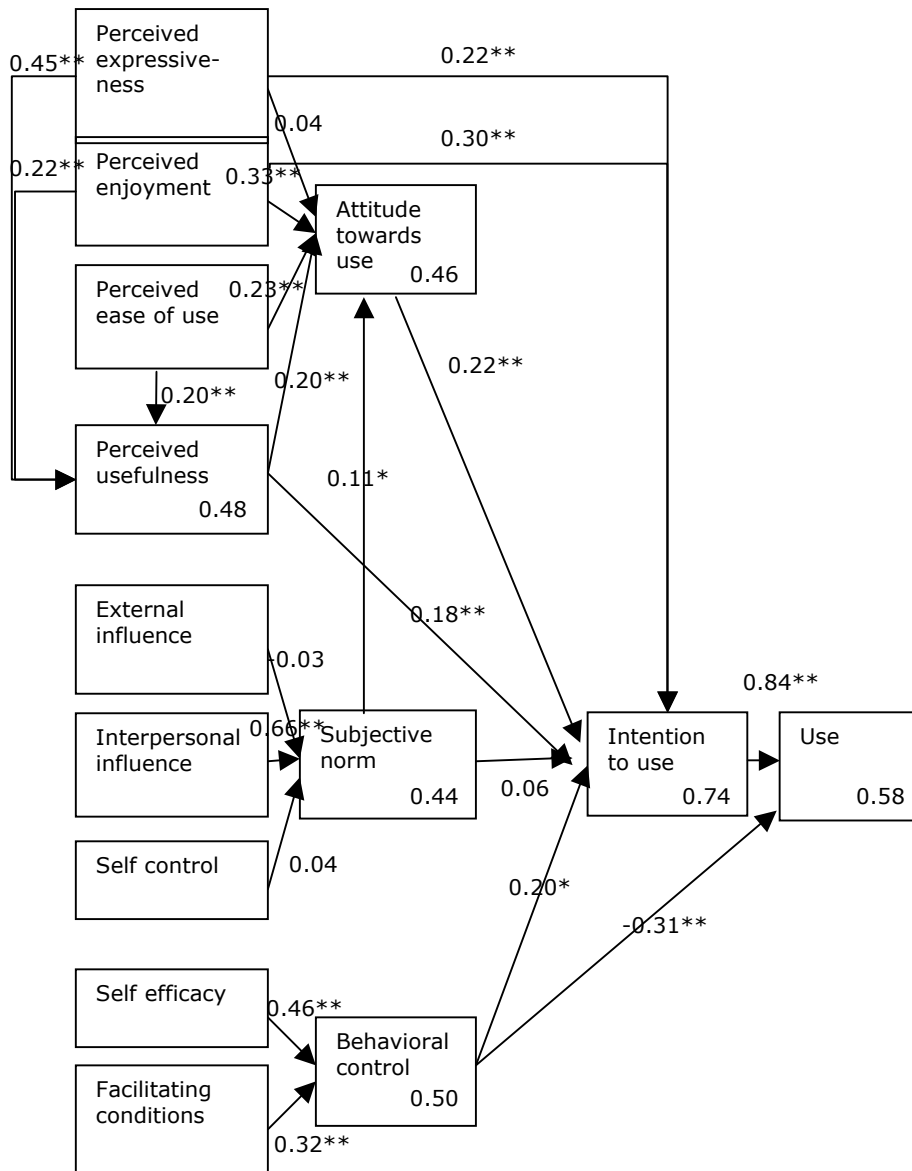 Perceived
expressive-
ness
0.45**
0.22**
0.04
0.30**
Perceived
enjoyment
0.22**
0.33**
Attitude
towards
use
0.46
Perceived
ease of use
0.23**
0.22**
0.20**
0.20**
Perceived
usefulness
0.48
0.11*
External
influence
0.18**
-0.03
0.84**
Interpersonal
influence
0.66**
Subjective
norm
0.44
0.06
Intention
to use
0.74
Use
0.58
Self control
0.04
0.20*
-0.31**
Self efficacy
0.46**
Behavioral
control
0.50
Facilitating
conditions
0.32**